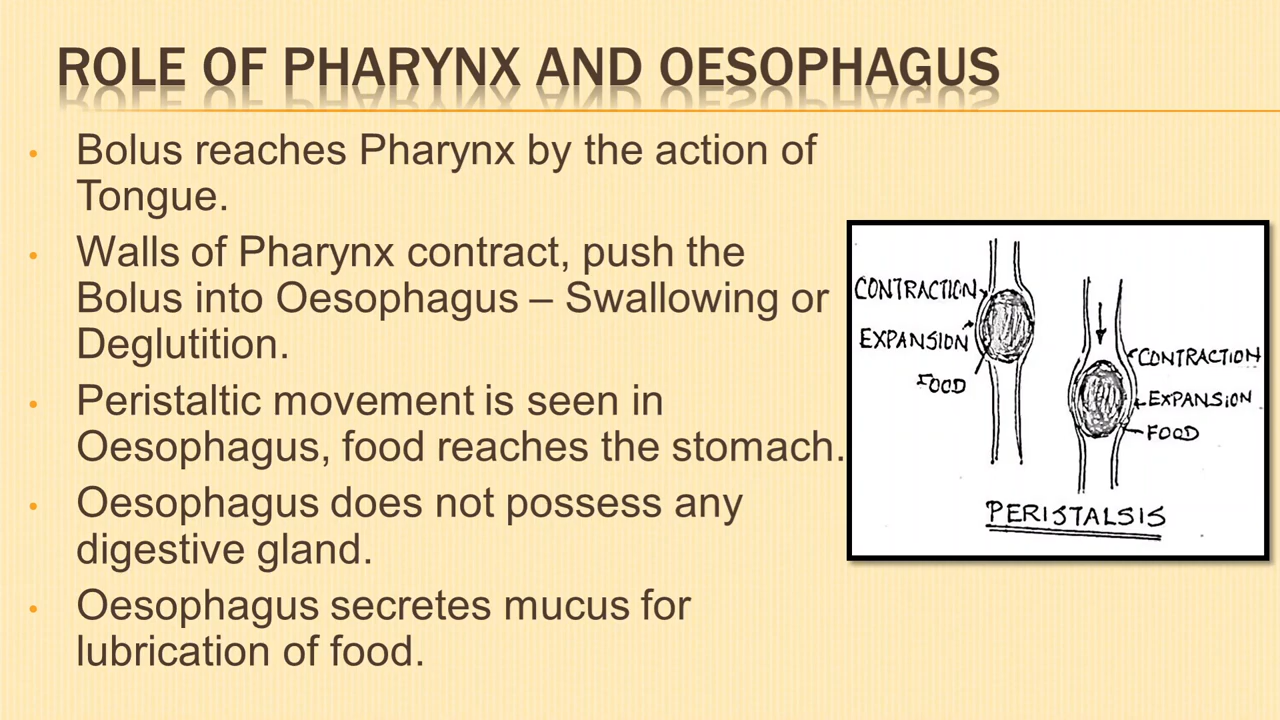 ROLE OF PHARYNX AND OESOPHAGUS
• Bolus reaches Pharynx by the action of
Tongue.
• Walls of Pharynx contract, push the
Bolus into Oesophagus – Swallowing or
Deglutition.
• Peristaltic movement is seen in
Oesophagus, food reaches the stomach.
• Oesophagus does not possess any
digestive gland.
• Oesophagus secretes mucus for
lubrication of food.
CONTRACTION
EXPANSION
FOOD
CONTRACTION
EXPANSION
FOOD
PERISTALSIS